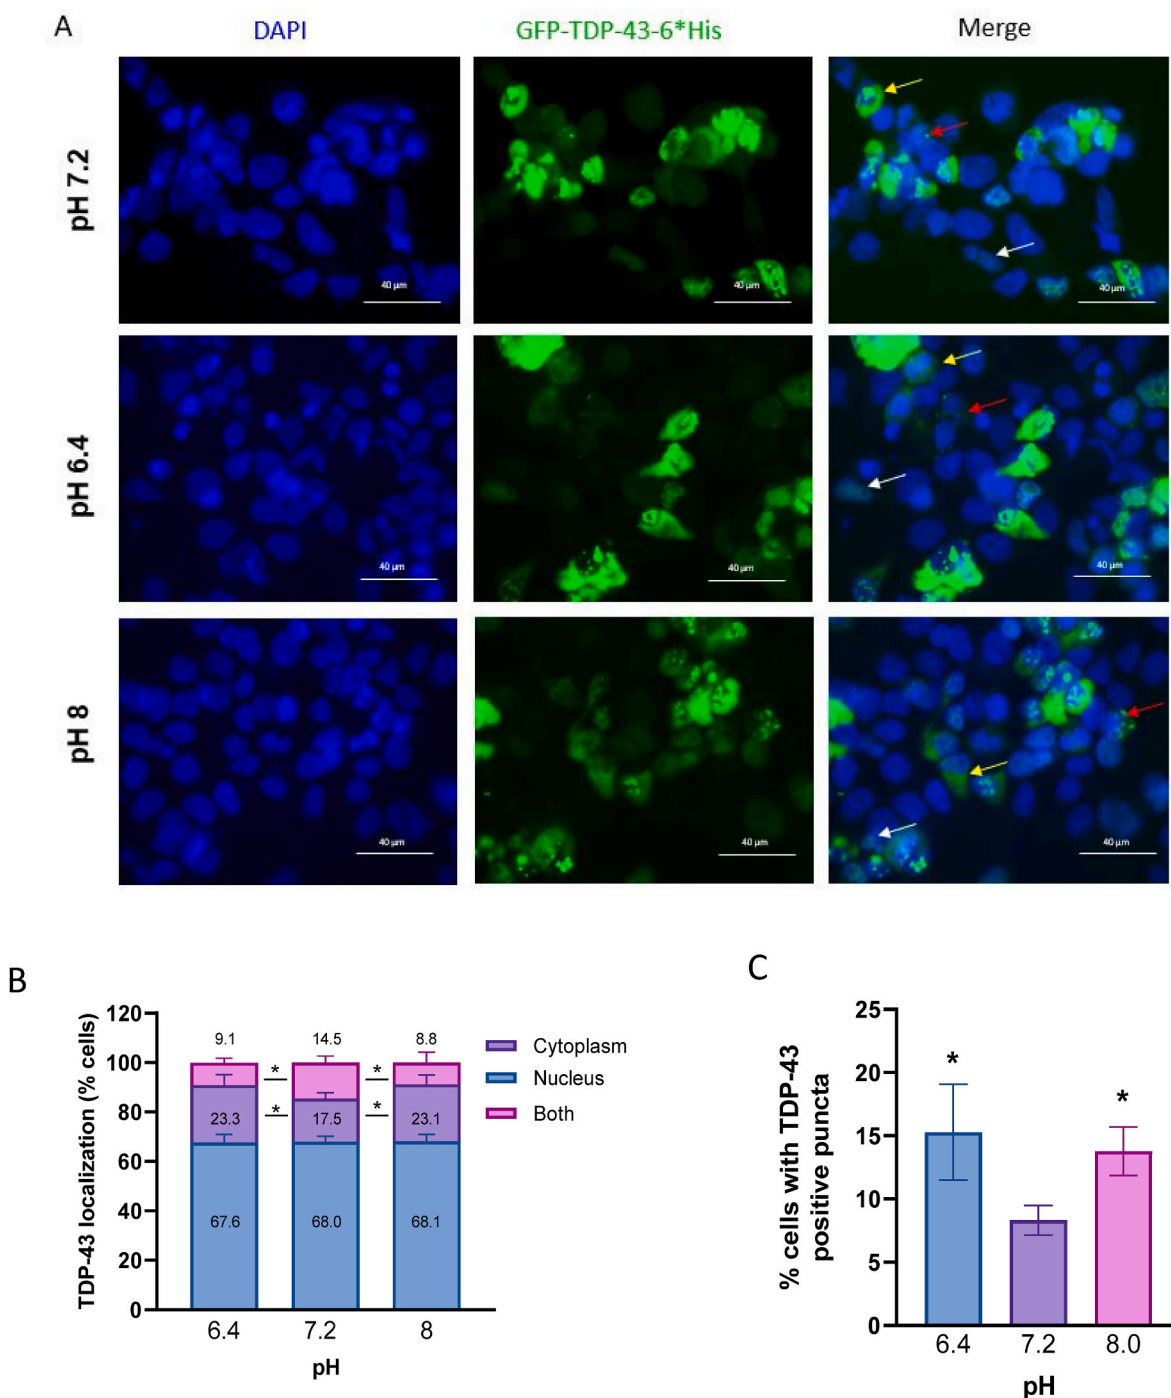 A
DAPI
GFP-TDP-43-6*His
Merge
pH 7.2
40 µm
40 µm
40 µm
pH 6.4
40 µm
40 µm
40 µm
pH 8
40 µm
40 µm
40 µm
B
TDP-43 localization (% cells)
120
100
80
60
40
20
0
9.1
14.5
8.8
*
*
23.3
*
17.5
*
23.1
67.6
68.0
68.1
6.4
7.2
8
pH
Cytoplasm
Nucleus
Both
C
% cells with TDP-43
positive puncta
25
20
15
10
5
0
*
*
6.4
7.2
8.0
pH